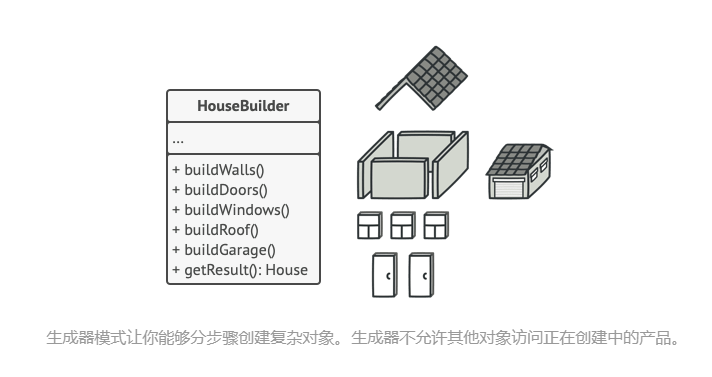 HouseBuilder
...
+ buildWalls()
+ buildDoors()
+ buildWindows()
+ buildRoof()
+ buildGarage()
+ getResult(): House
生成器模式让你能够分步骤创建复杂对象。生成器不允许其他对象访问正在创建中的产品。